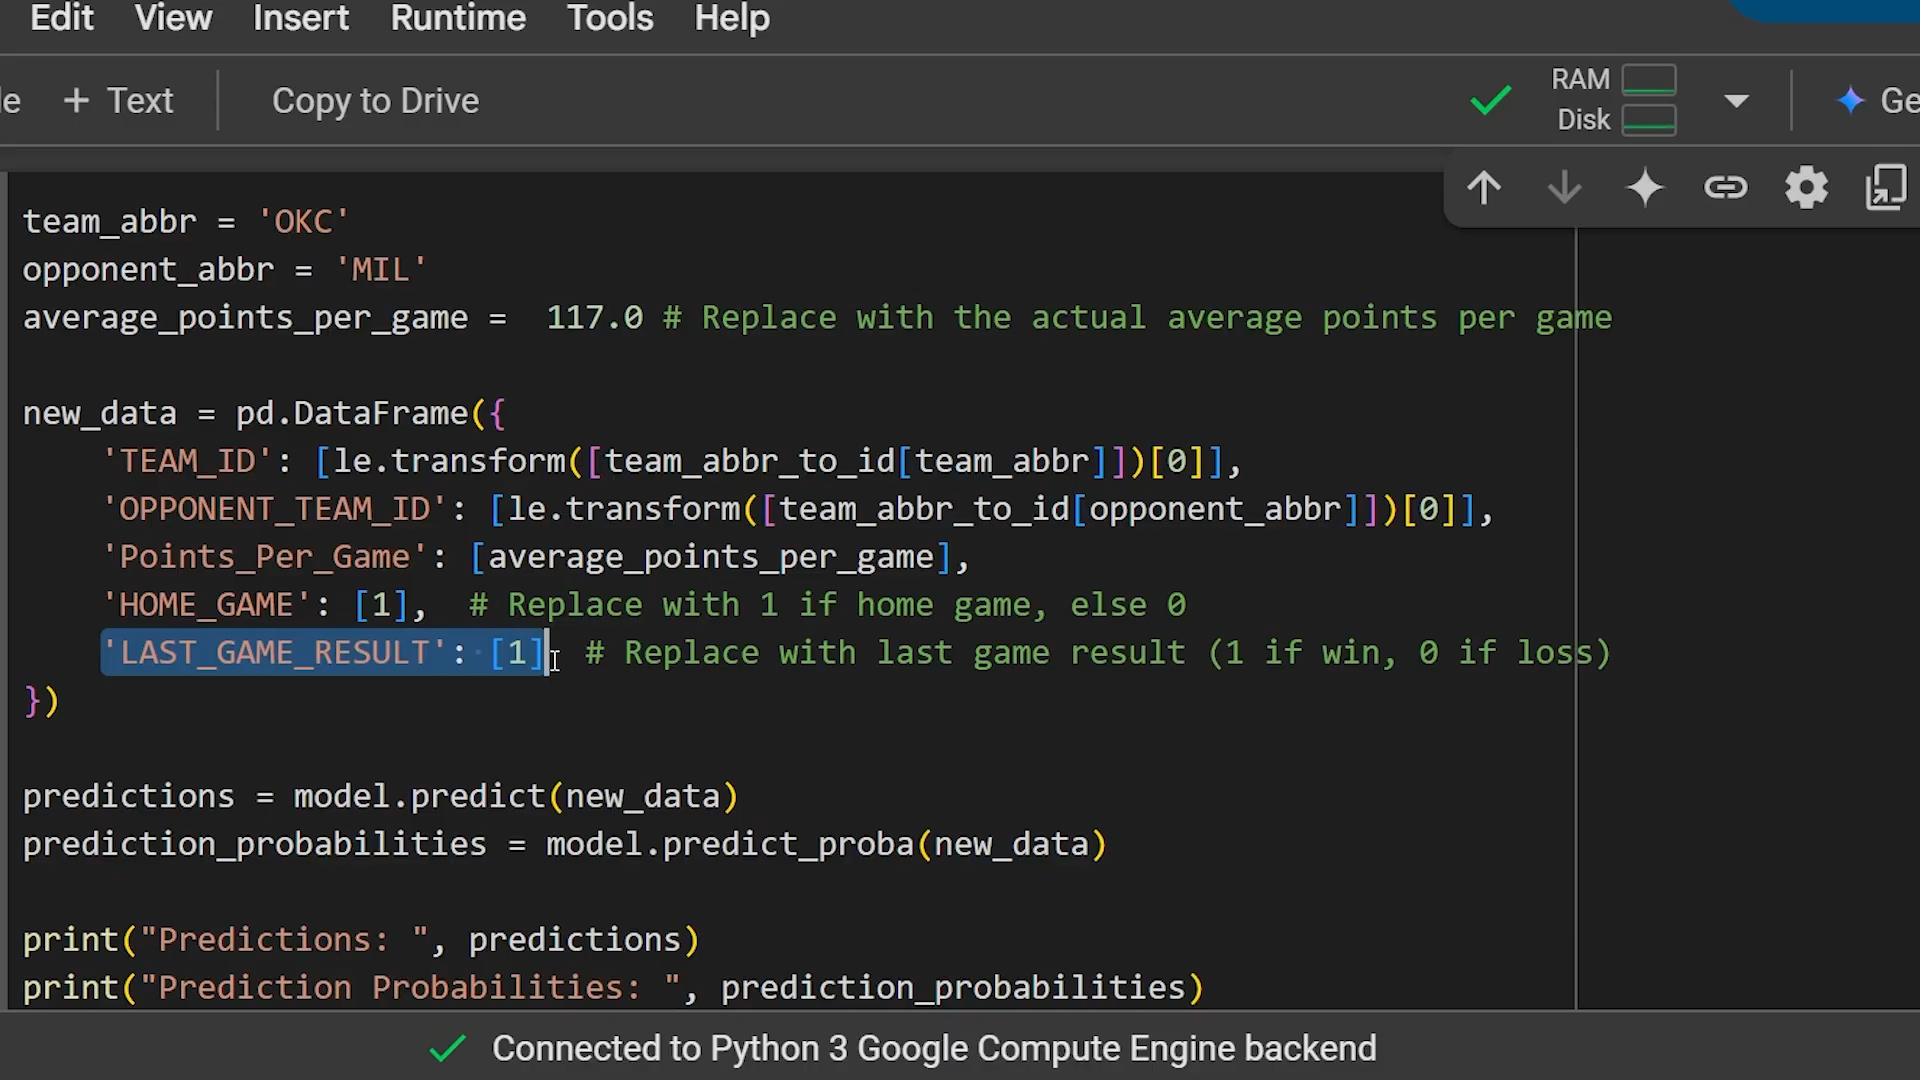 Edit View Insert Runtime Tools Help
+ Text Copy to Drive RAM
Disk
team_abbr = 'OKC'
opponent_abbr = 'MIL'
average_points_per_game =  117.0 # Replace with the actual average points per game
new_data = pd.DataFrame({
    'TEAM_ID': [le.transform([team_abbr_to_id[team_abbr]])[0]],
    'OPPONENT_TEAM_ID': [le.transform([team_abbr_to_id[opponent_abbr]])[0]],
    'Points_Per_Game': [average_points_per_game],
    'HOME_GAME': [1],  # Replace with 1 if home game, else 0
    'LAST_GAME_RESULT': [1]  # Replace with last game result (1 if win, 0 if loss)
})
predictions = model.predict(new_data)
prediction_probabilities = model.predict_proba(new_data)
print("Predictions: ", predictions)
print("Prediction Probabilities: ", prediction_probabilities)
Connected to Python 3 Google Compute Engine backend